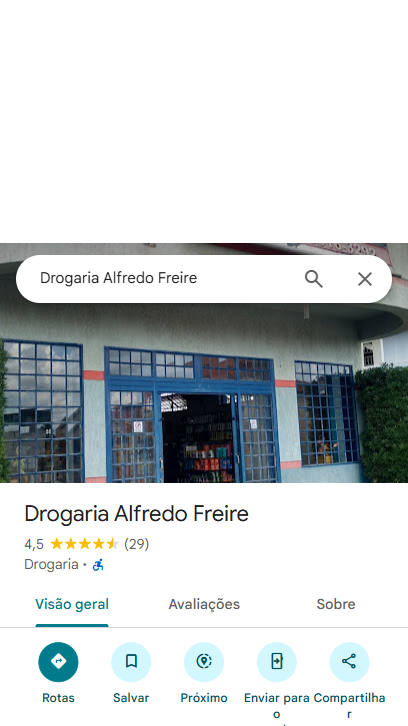 Drogaria Alfredo Freire
Drogaria Alfredo Freire
4,5 (29)
Drogaria ·
Visão geral
Avaliações
Sobre
Rotas
Salvar
Próximo
Enviar para
o
Compartilha
r